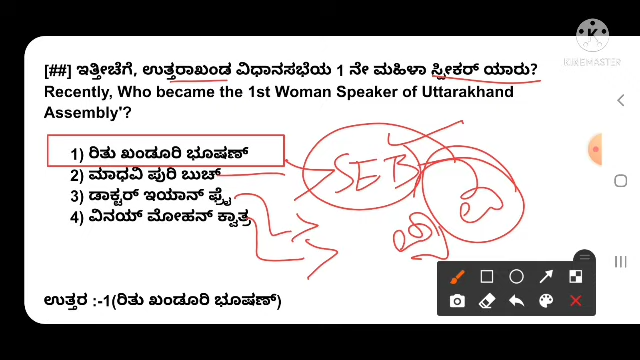 KINEMASTER
[##] ಇತ್ತೀಚೆಗೆ, ಉತ್ತರಾಖಂಡ ವಿಧಾನಸಭೆಯ 1 ನೇ ಮಹಿಳಾ ಸ್ಪೀಕರ್ ಯಾರು?
Recently, Who became the 1st Woman Speaker of Uttarakhand
Assembly'?
1) ರಿತು ಖಂಡೂರಿ ಭೂಷಣ್
2) ಮಾಧವಿ ಪುರಿ ಬುಚ್
3) ಡಾಕ್ಟರ್ ಇಯಾನ್ ಫ್ರೈ
4) ವಿನಯ್ ಮೋಹನ್ ಕ್ವಾತ್ರ
SEB
ಉತ್ತರ :-1(ರಿತು ಖಂಡೂರಿ ಭೂಷಣ್)